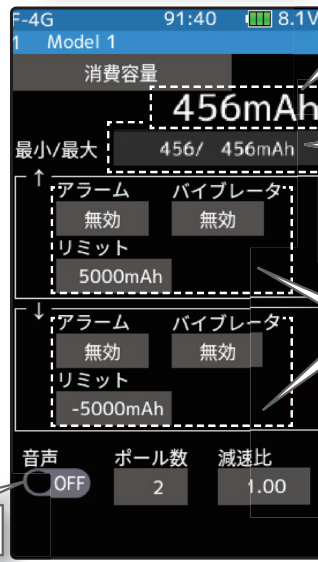 F-4G 91:40 8.1V
1 Model 1
消費容量
456mAh
最小/最大 456/ 456mAh
↑
アラーム バイブレータ
無効 無効
リミット
5000mAh
↓
アラーム バイブレータ
無効 無効
リミット
-5000mAh
音声 ポール数 減速比
OFF 2 1.00